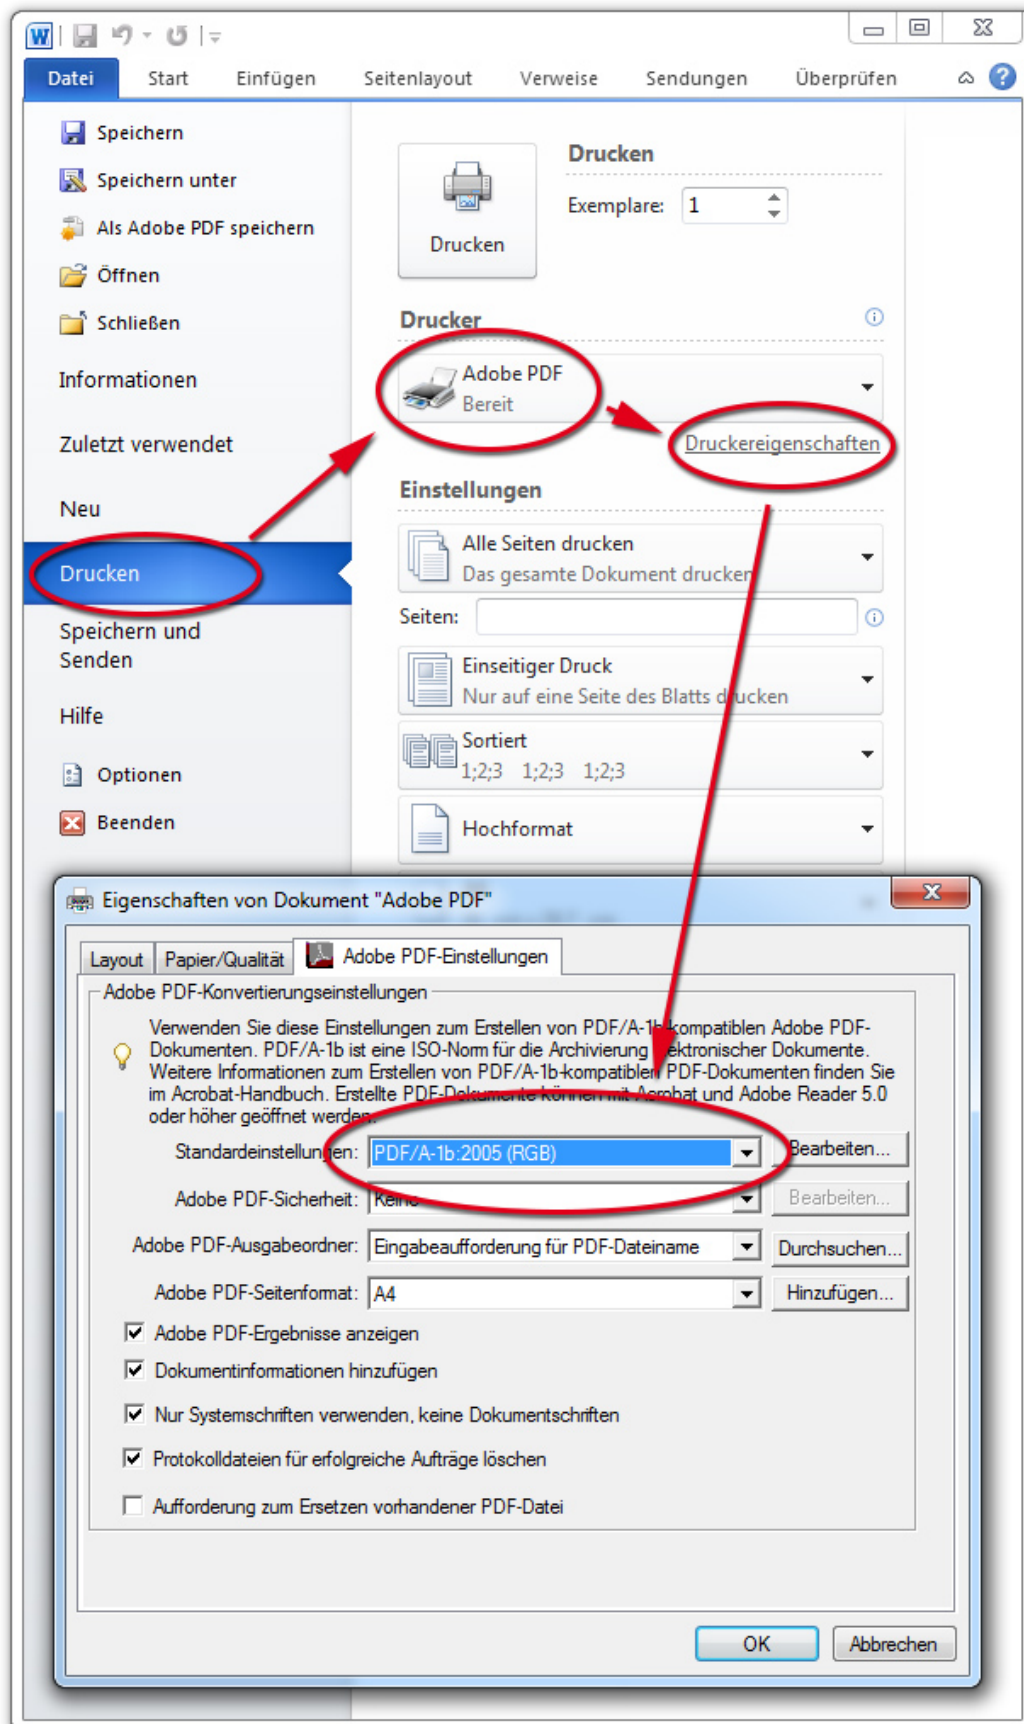 W
Datei Start Einfügen Seitenlayout Verweise Sendungen Überprüfen
Speichern
Speichern unter
Als Adobe PDF speichern
Öffnen
Schließen
Informationen
Zuletzt verwendet
Neu
Drucken
Speichern und
Senden
Hilfe
Optionen
Beenden
Drucken
Drucken
Exemplare: 1
Drucker
Adobe PDF
Bereit
Druckereigenschaften
Einstellungen
Alle Seiten drucken
Das gesamte Dokument drucken
Seiten:
Einseitiger Druck
Nur auf eine Seite des Blatts drucken
Sortiert
1;2;3 1;2;3 1;2;3
Hochformat
Eigenschaften von Dokument "Adobe PDF"
Layout Papier/Qualität Adobe PDF-Einstellungen
Adobe PDF-Konvertierungseinstellungen
Verwenden Sie diese Einstellungen zum Erstellen von PDF/A-1b-kompatiblen Adobe PDF-
Dokumenten. PDF/A-1b ist eine ISO-Norm für die Archivierung elektronischer Dokumente.
Weitere Informationen zum Erstellen von PDF/A-1b-kompatiblen PDF-Dokumenten finden Sie
im Acrobat-Handbuch. Erstellte PDF-Dokumente können mit Acrobat und Adobe Reader 5.0
oder höher geöffnet werden.
Standardeinstellungen: PDF/A-1b:2005 (RGB) Bearbeiten...
Adobe PDF-Sicherheit: Keine Bearbeiten...
Adobe PDF-Ausgabeordner: Eingabeaufforderung für PDF-Dateiname Durchsuchen...
Adobe PDF-Seitenformat: A4 Hinzufügen...
Adobe PDF-Ergebnisse anzeigen
Dokumentinformationen hinzufügen
Nur Systemschriften verwenden, keine Dokumentschriften
Protokolldateien für erfolgreiche Aufträge löschen
Aufforderung zum Ersetzen vorhandener PDF-Datei
OK Abbrechen